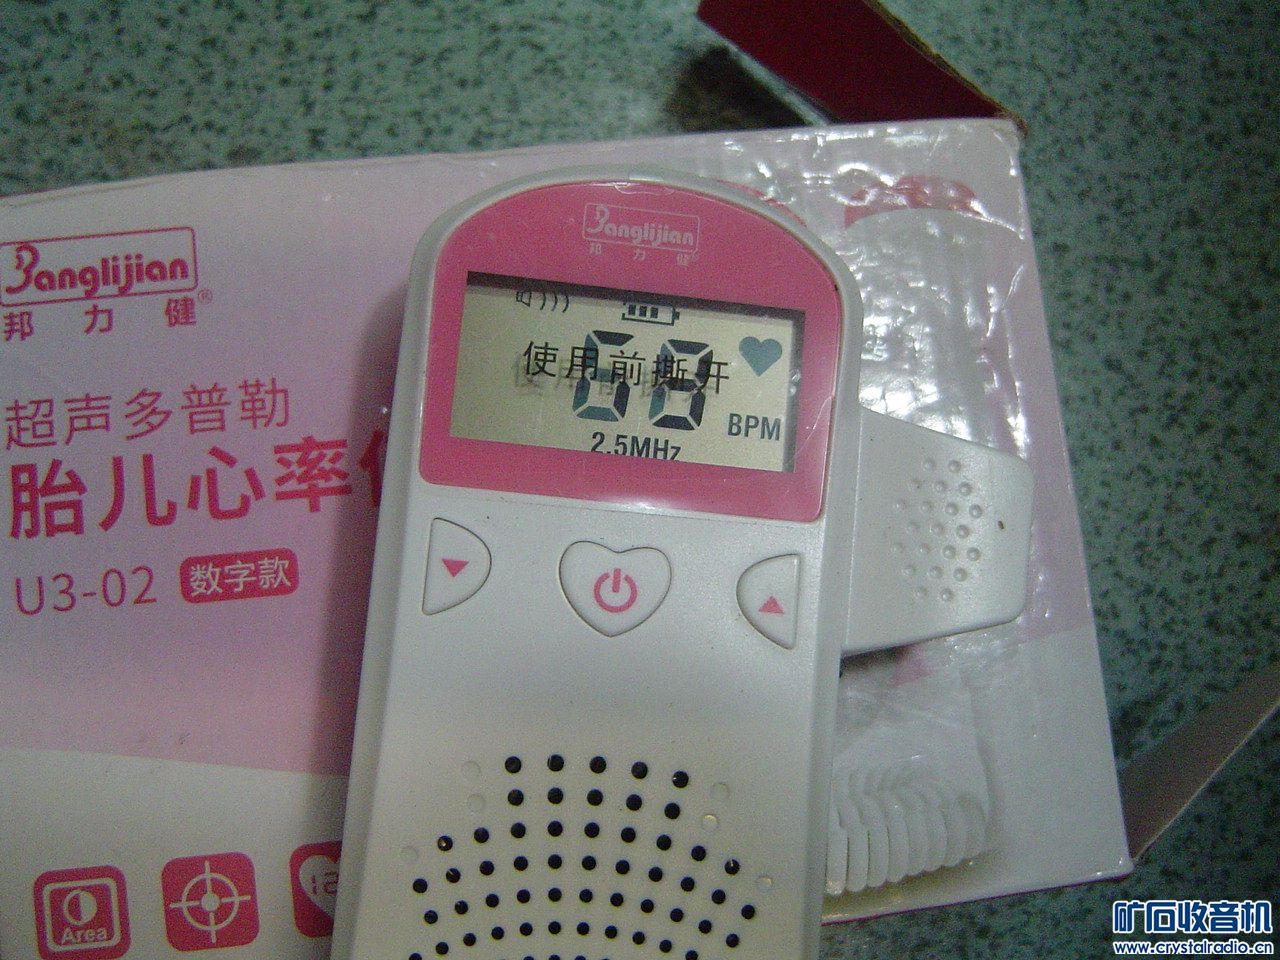 Banglijian
邦力健®
超声多普勒
胎儿心率
U3-02 数字款
Area
Banglijian
邦力健
使用前撕开
68
BPM
2.5MHz
矿石收音机
www.crystalradio.cn